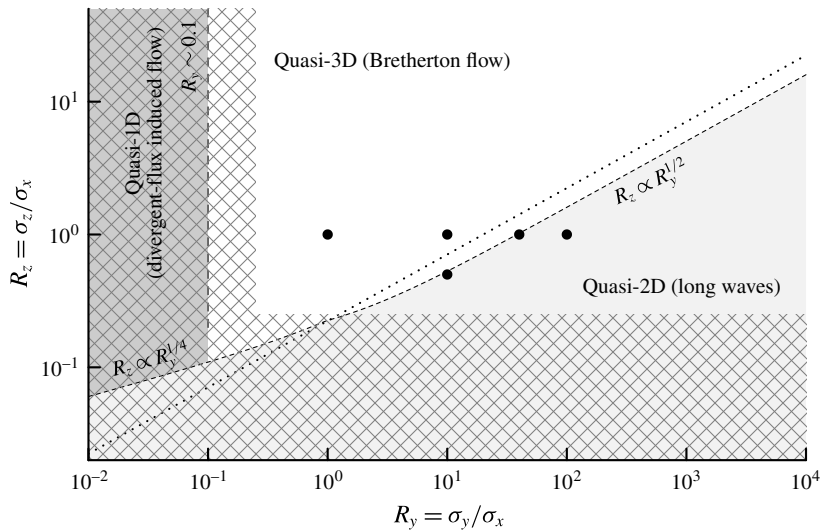 Quasi-3D (Bretherton flow)
R_y ∼ 0.1
Quasi-1D
(divergent-flux induced flow)
10^1
R_z ∝ R_y^{1/2}
10^0
R_z = σ_z/σ_x
Quasi-2D (long waves)
R_z ∝ R_y^{1/4}
10^{−1}
10^{−2} 10^{−1} 10^0 10^1 10^2 10^3 10^4
R_y = σ_y/σ_x